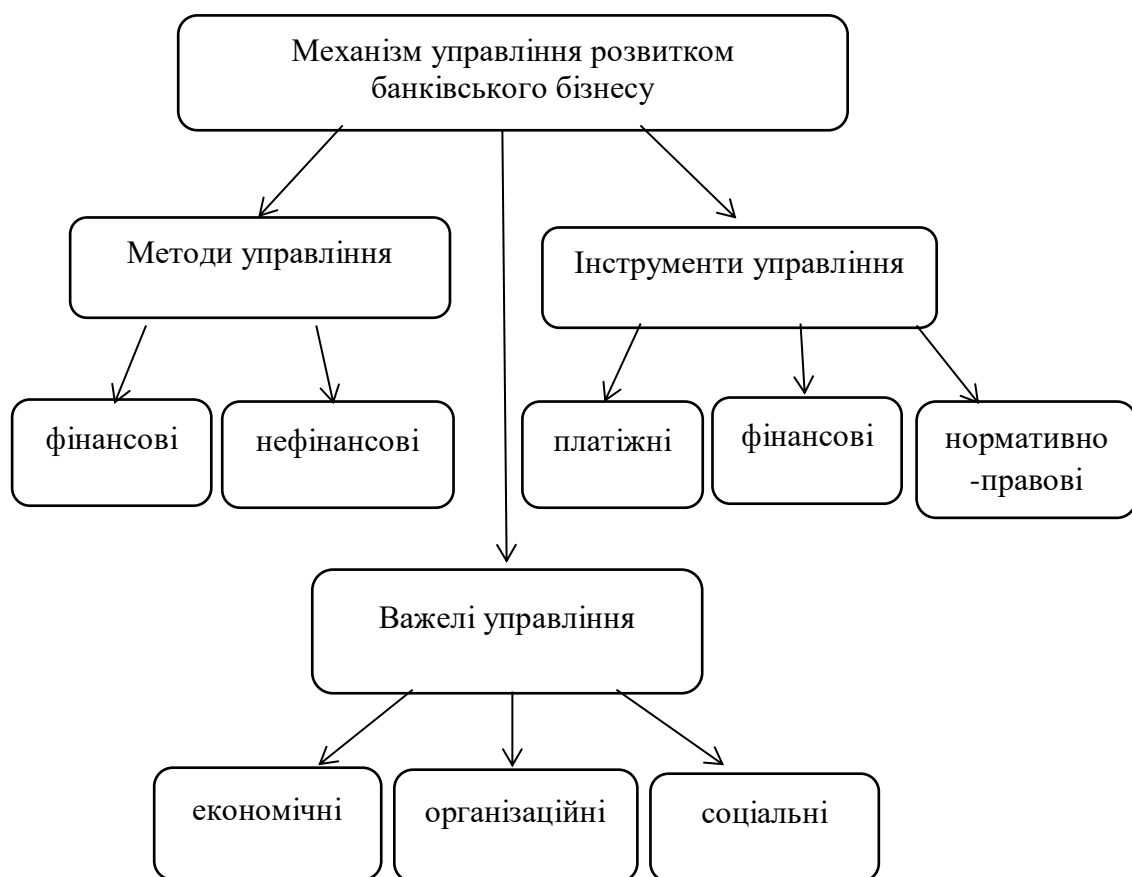 Механізм управління розвитком
банківського бізнесу
Методи управління
Інструменти управління
фінансові
нефінансові
платіжні
фінансові
нормативно
-правові
Важелі управління
економічні
організаційні
соціальні